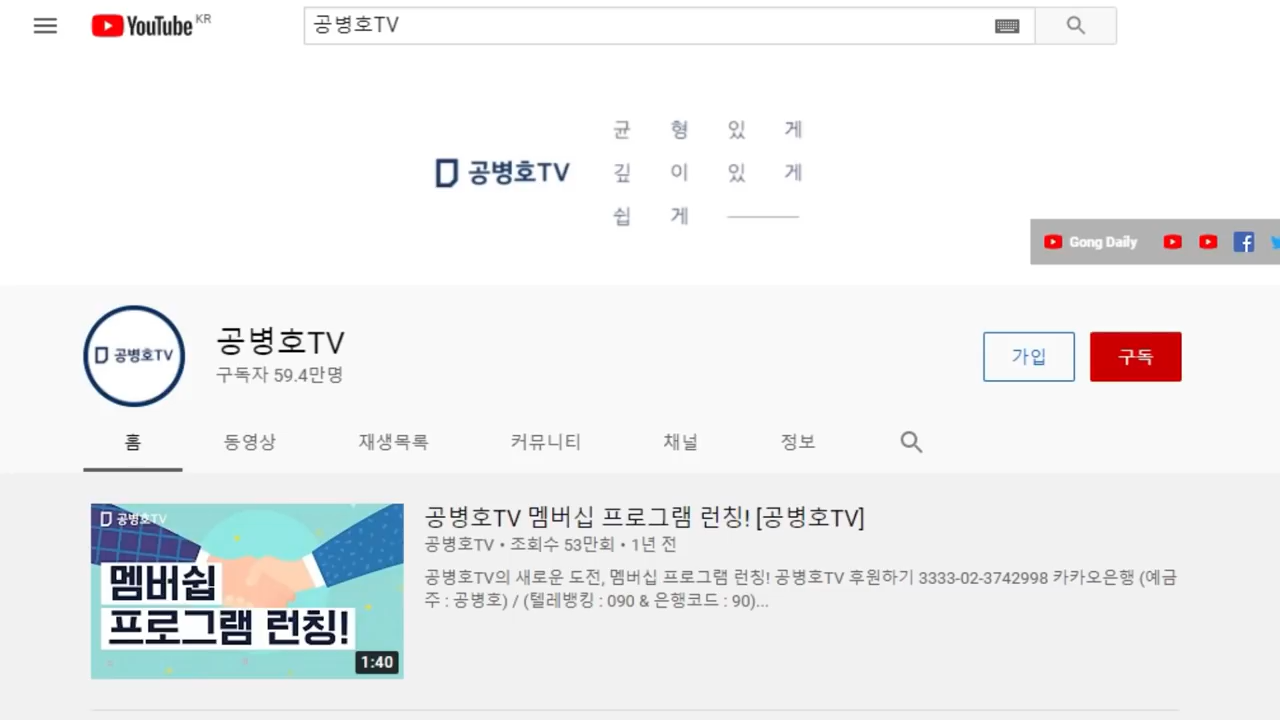 YouTube KR
공병호TV
균 형 있 게
공병호TV
깊 이 있 게
쉽 게
Gong Daily
공병호TV
공병호TV
구독자 59.4만명
가입
구독
홈
동영상
재생목록
커뮤니티
채널
정보
공병호TV
멤버쉽
프로그램 런칭!
1:40
공병호TV 멤버십 프로그램 런칭! [공병호TV]
공병호TV • 조회수 53만회 • 1년 전
공병호TV의 새로운 도전, 멤버십 프로그램 런칭! 공병호TV 후원하기 3333-02-3742998 카카오은행 (예금
주 : 공병호) / (텔레뱅킹 : 090 & 은행코드 : 90)...